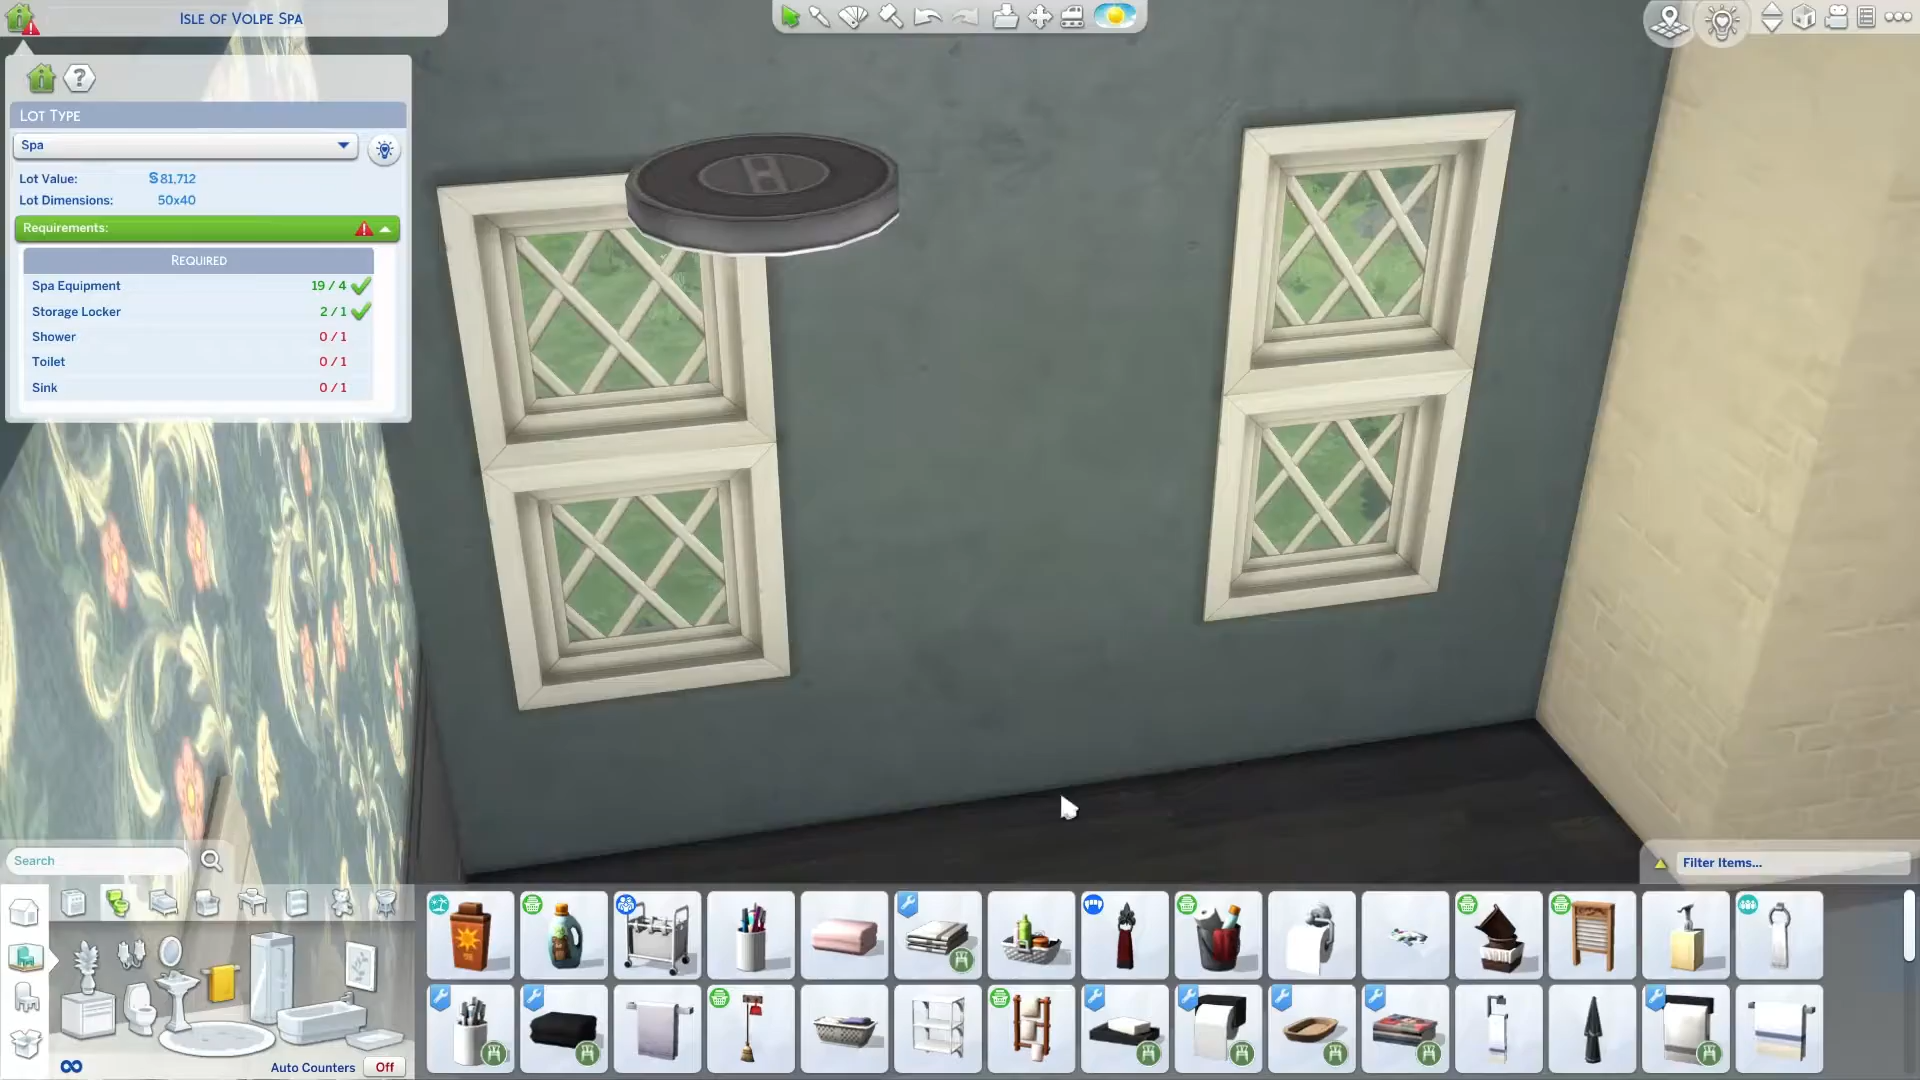 Isle of Volpe Spa
Lot Type
Spa
Lot Value: §81,712
Lot Dimensions: 50x40
Requirements:
Required
Spa Equipment 19 / 4
Storage Locker 2 / 1
Shower 0 / 1
Toilet 0 / 1
Sink 0 / 1
Search
Filter Items...
Auto Counters Off